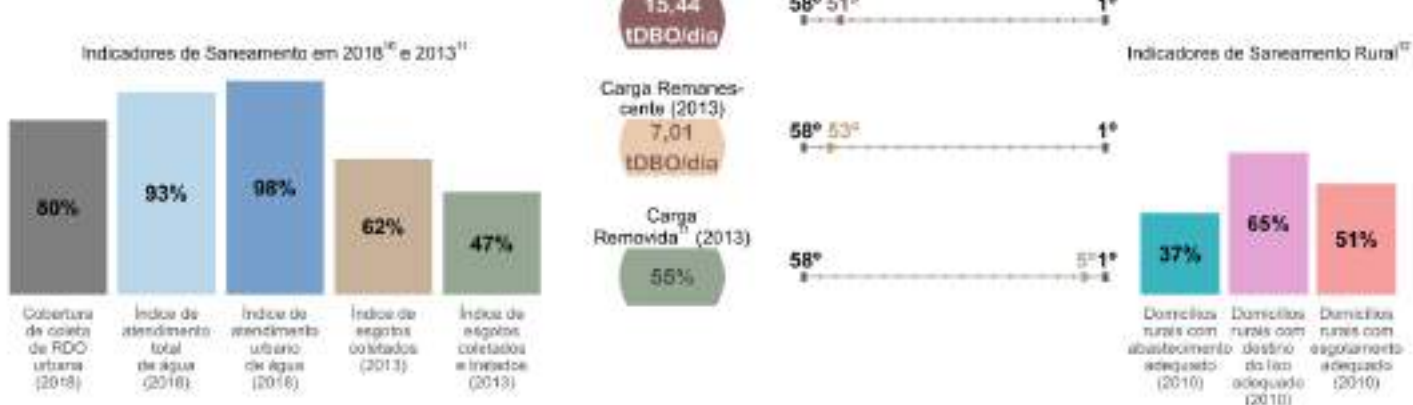 Indicadores de Saneamento em 2018¹⁰ e 2013¹¹
80%
93%
98%
62%
47%
Cobertura
de coleta
de RDO
urbana
(2018)
Índice de
atendimento
total
de água
(2018)
Índice de
atendimento
urbano
de água
(2018)
Índice de
esgotos
coletados
(2013)
Índice de
esgotos
coletados
e tratados
(2013)
15,44
tDBO/dia
58º 51º 1º
Carga Remanes-
cente (2013)
7,01
tDBO/dia
58º 53º 1º
Carga
Removida¹¹ (2013)
55%
58º 5º 1º
Indicadores de Saneamento Rural¹²
37%
65%
51%
Domicílios
rurais com
abastecimento
adequado
(2010)
Domicílios
rurais com
destino
do lixo
adequado
(2010)
Domicílios
rurais com
esgotamento
adequado
(2010)